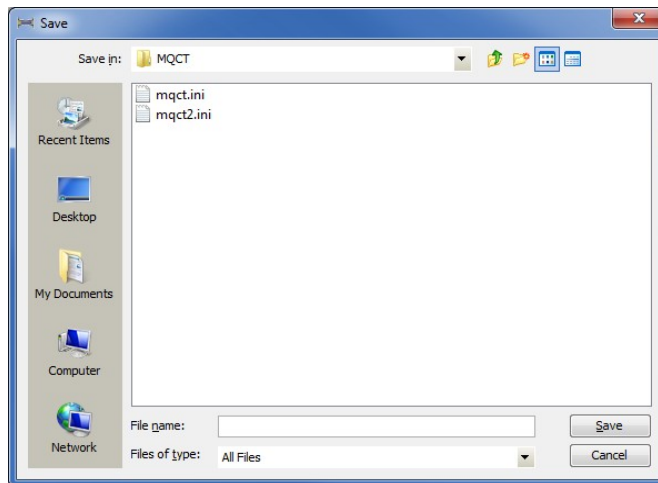 Save
Save in:
MQCT
mqct.ini
mqct2.ini
Recent Items
Desktop
My Documents
Computer
Network
File name:
Save
Files of type:
All Files
Cancel